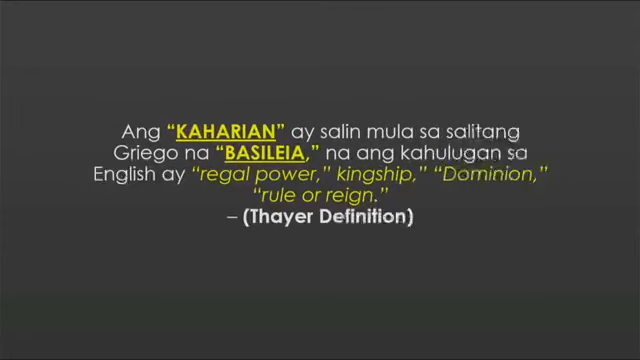 Ang “KAHARIAN” ay salin mula sa salitang
Griego na “BASILEIA,” na ang kahulugan sa
English ay “regal power,” kingship,” “Dominion,”
“rule or reign.”
– (Thayer Definition)